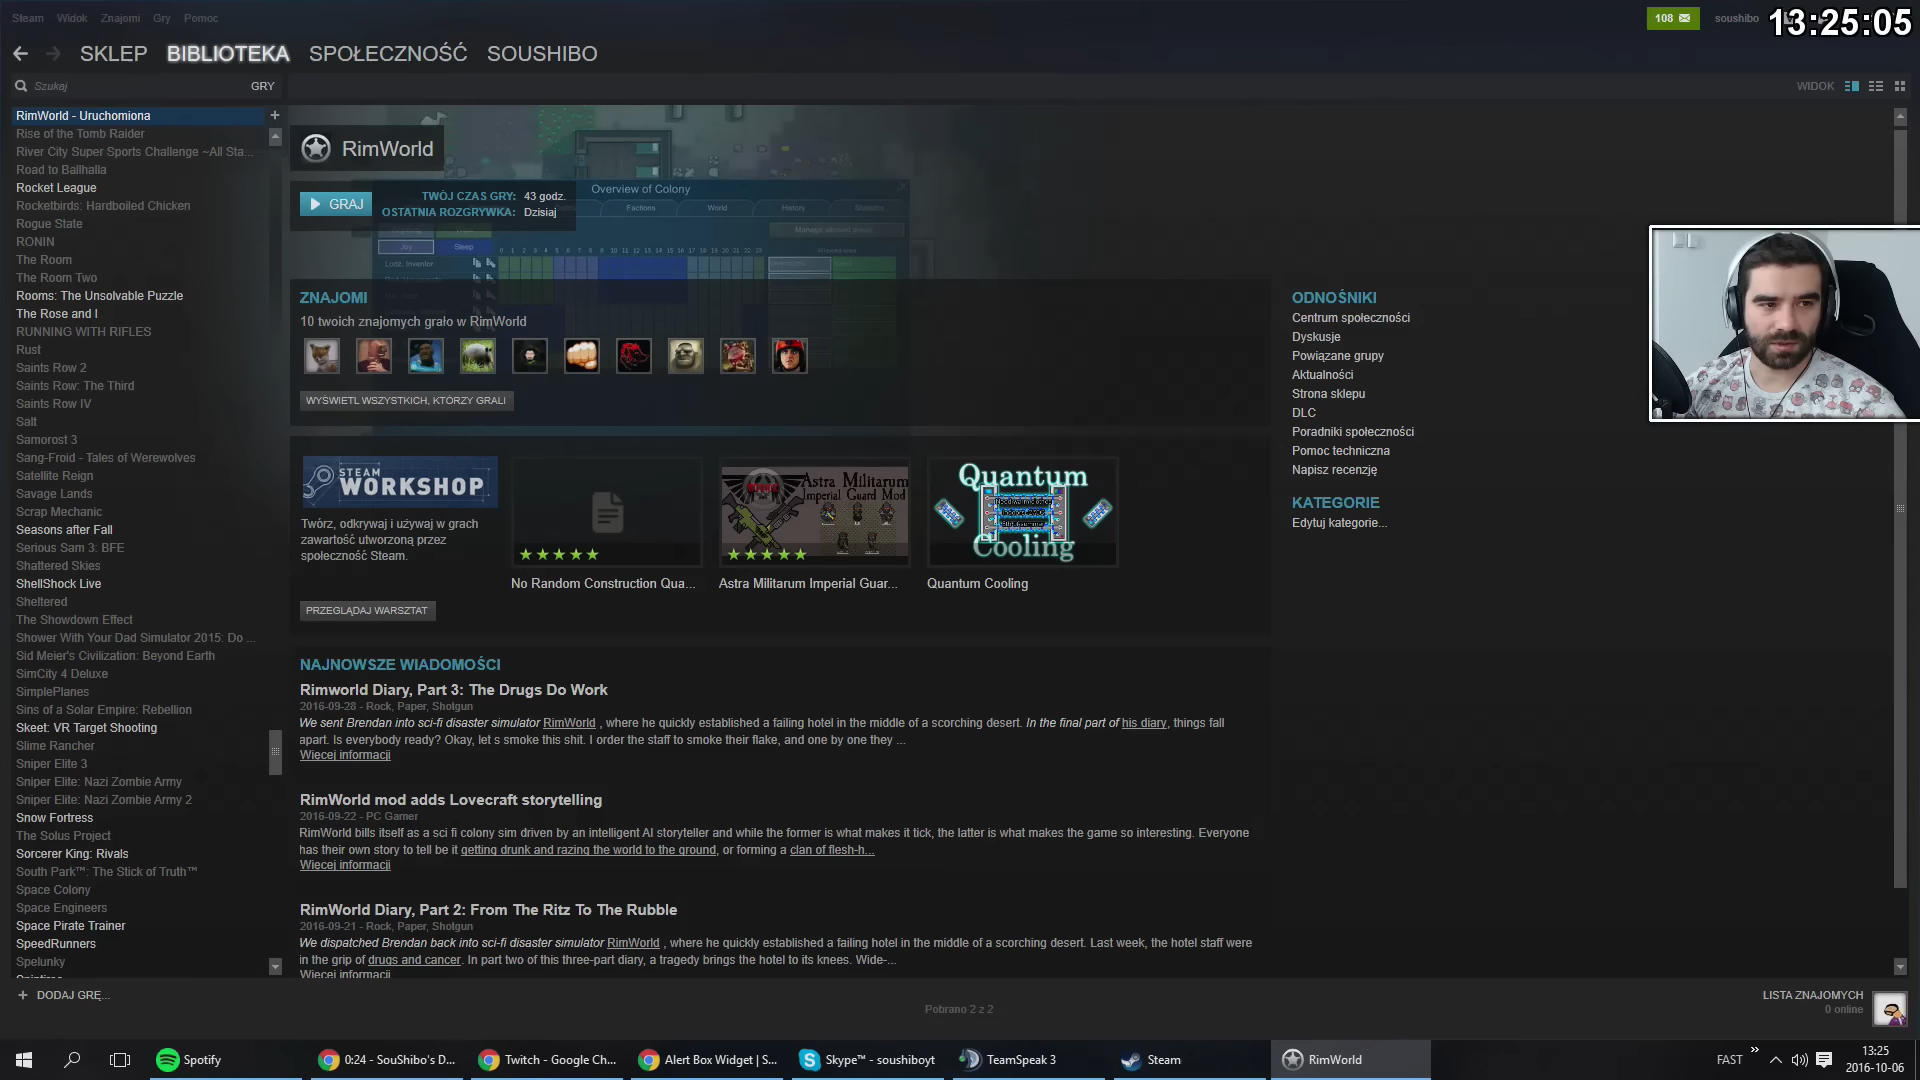 Steam Widok Znajomi Gry Pomoc
108 soushibo
13:25:05
SKLEP BIBLIOTEKA SPOŁECZNOŚĆ SOUSHIBO
Szukaj GRY WIDOK
RimWorld - Uruchomiona
Rise of the Tomb Raider
River City Super Sports Challenge ~All Sta...
Road to Ballhalla
Rocket League
Rocketbirds: Hardboiled Chicken
Rogue State
RONIN
The Room
The Room Two
Rooms: The Unsolvable Puzzle
The Rose and I
RUNNING WITH RIFLES
Rust
Saints Row 2
Saints Row: The Third
Saints Row IV
Salt
Samorost 3
Sang-Froid - Tales of Werewolves
Satellite Reign
Savage Lands
Scrap Mechanic
Seasons after Fall
Serious Sam 3: BFE
Shattered Skies
ShellShock Live
Sheltered
The Showdown Effect
Shower With Your Dad Simulator 2015: Do ...
Sid Meier's Civilization: Beyond Earth
SimCity 4 Deluxe
SimplePlanes
Sins of a Solar Empire: Rebellion
Skeet: VR Target Shooting
Slime Rancher
Sniper Elite 3
Sniper Elite: Nazi Zombie Army
Sniper Elite: Nazi Zombie Army 2
Snow Fortress
The Solus Project
Sorcerer King: Rivals
South Park™: The Stick of Truth™
Space Colony
Space Engineers
Space Pirate Trainer
SpeedRunners
Spelunky
RimWorld
GRAJ
TWÓJ CZAS GRY: 43 godz.
OSTATNIA ROZGRYWKA: Dzisiaj
Overview of Colony
Factions World History Statistics
Manage allowed areas
Joy Sleep
ZNAJOMI
10 twoich znajomych grało w RimWorld
WYŚWIETL WSZYSTKICH, KTÓRZY GRALI
STEAM
WORKSHOP
Twórz, odkrywaj i używaj w grach
zawartość utworzoną przez
społeczność Steam.
PRZEGLĄDAJ WARSZTAT
No Random Construction Qua...
Astra Militarum
Imperial Guard Mod
Astra Militarum Imperial Guar...
Quantum
Cooling
Quantum Cooling
NAJNOWSZE WIADOMOŚCI
Rimworld Diary, Part 3: The Drugs Do Work
2016-09-28 - Rock, Paper, Shotgun
We sent Brendan into sci-fi disaster simulator RimWorld , where he quickly established a failing hotel in the middle of a scorching desert. In the final part of his diary, things fall
apart. Is everybody ready? Okay, let s smoke this shit. I order the staff to smoke their flake, and one by one they ...
Więcej informacji
RimWorld mod adds Lovecraft storytelling
2016-09-22 - PC Gamer
RimWorld bills itself as a sci fi colony sim driven by an intelligent AI storyteller and while the former is what makes it tick, the latter is what makes the game so interesting. Everyone
has their own story to tell be it getting drunk and razing the world to the ground, or forming a clan of flesh-h...
Więcej informacji
RimWorld Diary, Part 2: From The Ritz To The Rubble
2016-09-21 - Rock, Paper, Shotgun
We dispatched Brendan back into sci-fi disaster simulator RimWorld , where he quickly established a failing hotel in the middle of a scorching desert. Last week, the hotel staff were
in the grip of drugs and cancer. In part two of this three-part diary, a tragedy brings the hotel to its knees. Wide-...
Więcej informacji
ODNOŚNIKI
Centrum społeczności
Dyskusje
Powiązane grupy
Aktualności
Strona sklepu
DLC
Poradniki społeczności
Pomoc techniczna
Napisz recenzję
KATEGORIE
Edytuj kategorie...
DODAJ GRĘ...
Pobrano 2 z 2
LISTA ZNAJOMYCH
0 online
Spotify
0:24 - SouShibo's D...
Twitch - Google Ch...
Alert Box Widget | S...
Skype™ - soushiboyt
TeamSpeak 3
Steam
RimWorld
FAST
13:25
2016-10-06